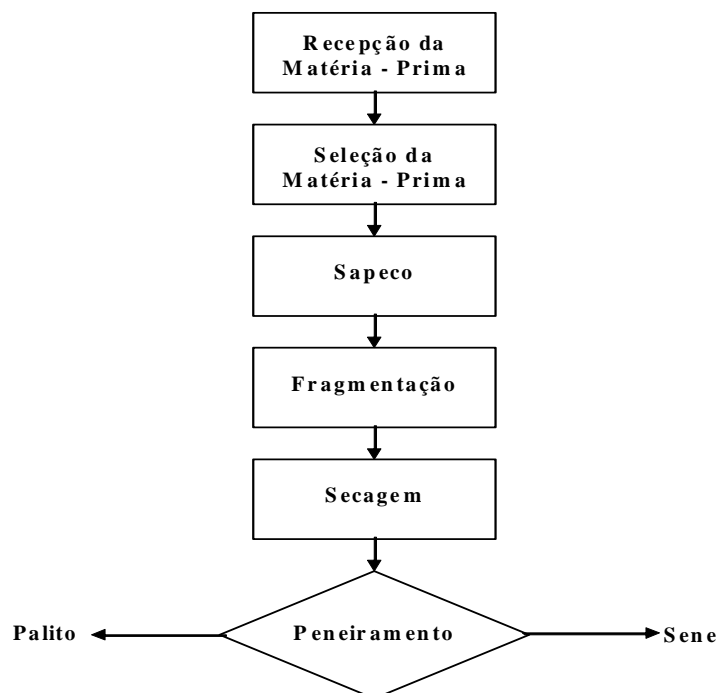 Recepção da
Matéria - Prima
Seleção da
Matéria - Prima
Sapeco
Fragmentação
Secagem
Palito
Peneiramento
Sene